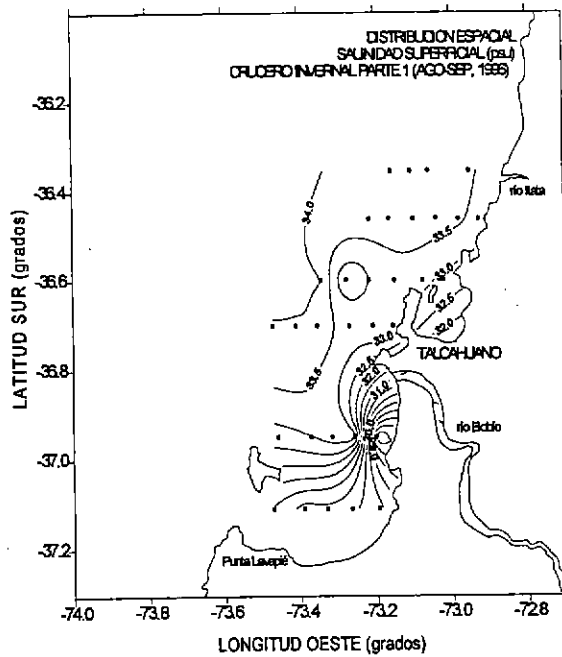 DISTRIBUCION ESPACIAL
SALINIDAD SUPERFICIAL (psu)
CRUCERO INVERNAL PARTE 1 (AGO-SEP, 1995)
-36.2
río Itata
-36.4
34.0
33.5
LATITUD SUR (grados)
-36.6
33.0
32.5
32.0
33.0
TALCAHUANO
-36.8
33.5
32.5
32.0
31.0
río Biobío
-37.0
-37.2
Punta Lavapié
-74.0 -73.8 -73.6 -73.4 -73.2 -73.0 -72.8
LONGITUD OESTE (grados)